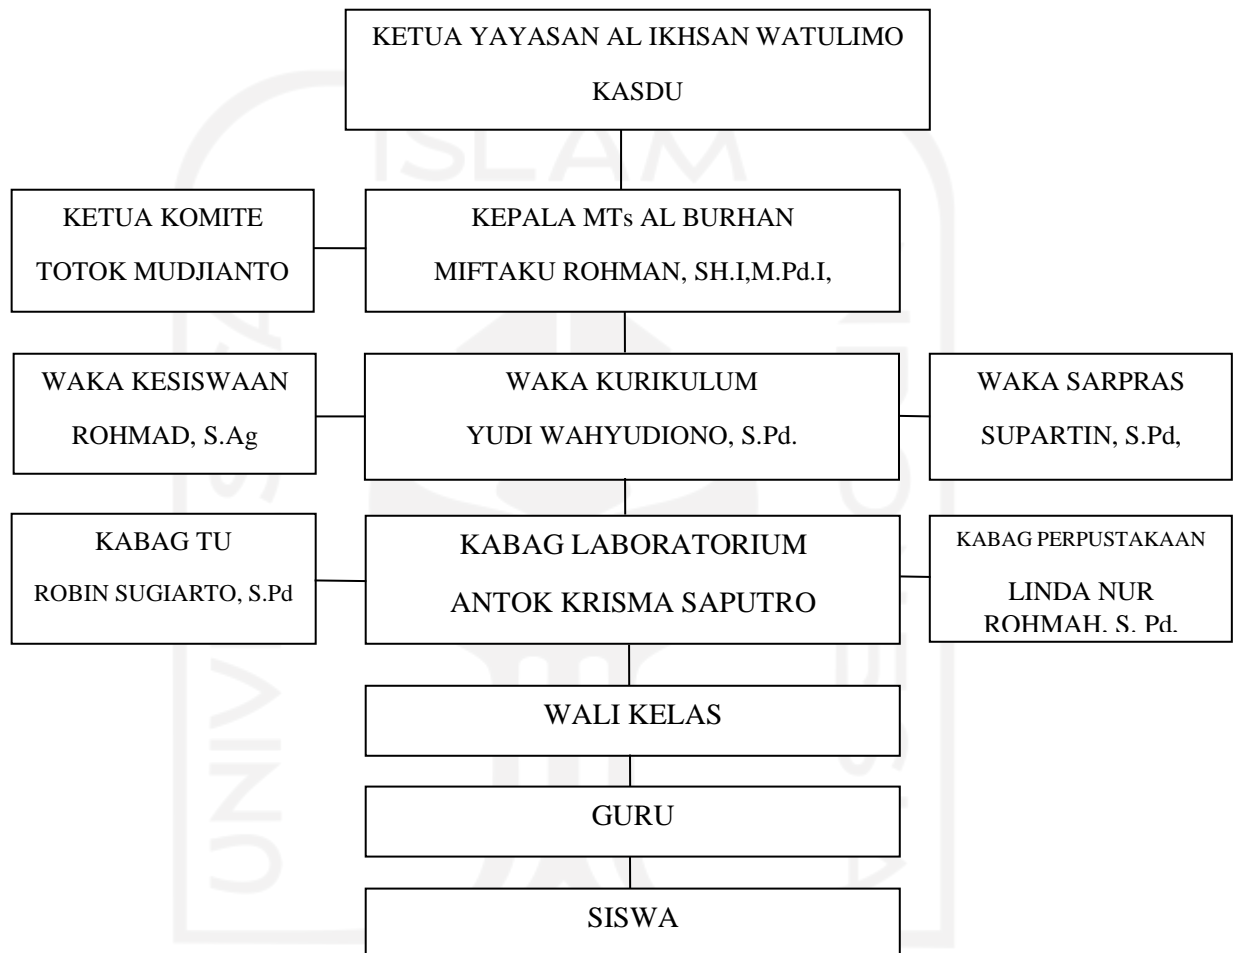 KETUA YAYASAN AL IKHSAN WATULIMO
KASDU
KETUA KOMITE
TOTOK MUDJIANTO
KEPALA MTs AL BURHAN
MIFTAKU ROHMAN, SH.I,M.Pd.I,
WAKA KESISWAAN
ROHMAD, S.Ag
WAKA KURIKULUM
YUDI WAHYUDIONO, S.Pd.
WAKA SARPRAS
SUPARTIN, S.Pd,
KABAG TU
ROBIN SUGIARTO, S.Pd
KABAG LABORATORIUM
ANTOK KRISMA SAPUTRO
KABAG PERPUSTAKAAN
LINDA NUR
ROHMAH, S. Pd,
WALI KELAS
GURU
SISWA
ISLAM